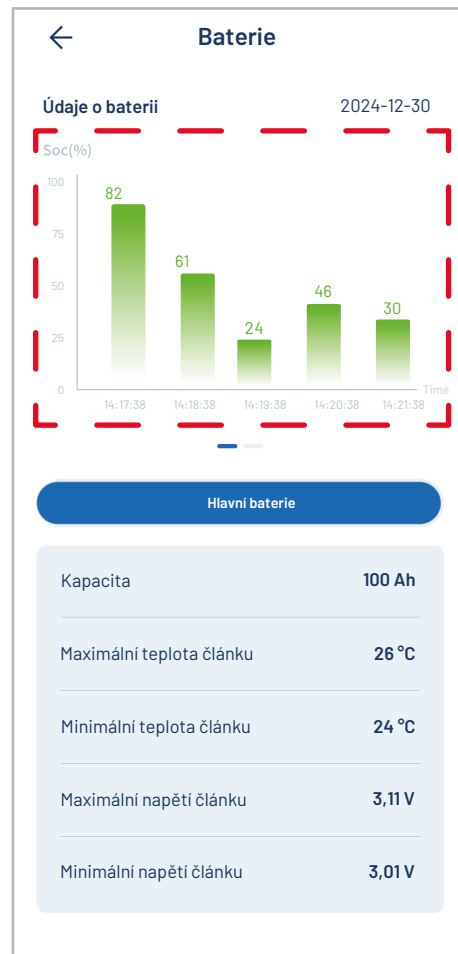 Baterie
Údaje o baterii 2024-12-30
Soc(%)
100
82
75
61
50
46
30
24
25
0
Time
14:17:38 14:18:38 14:19:38 14:20:38 14:21:38
Hlavní baterie
Kapacita 100 Ah
Maximální teplota článku 26 °C
Minimální teplota článku 24 °C
Maximální napětí článku 3,11 V
Minimální napětí článku 3,01 V